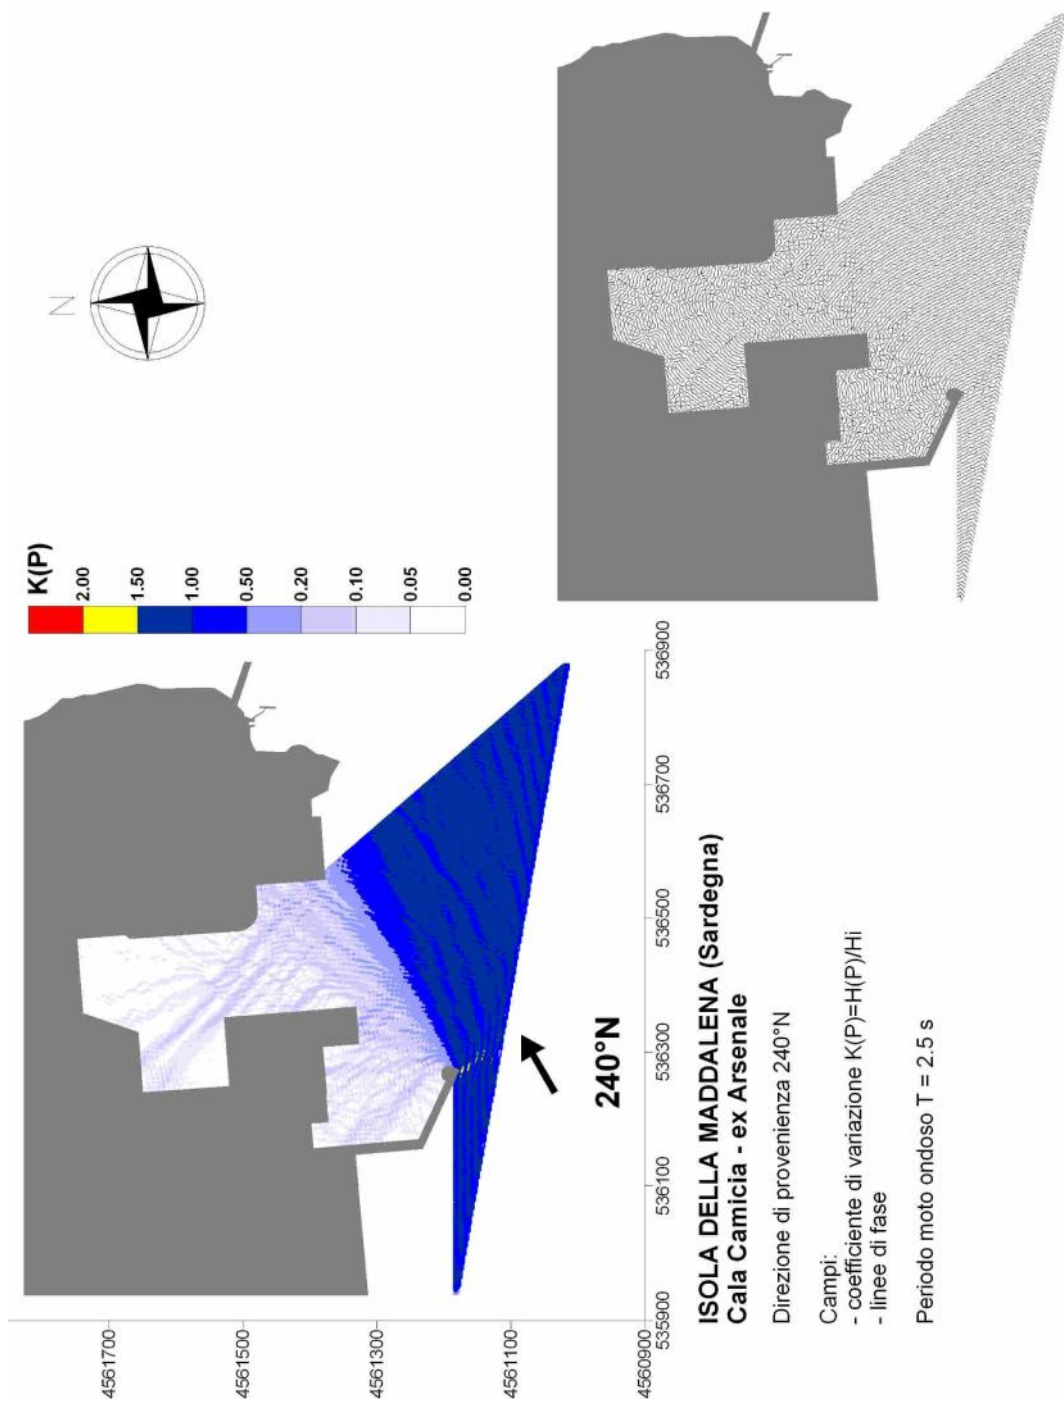 N
K(P)
2.00
1.50
1.00
0.50
0.20
0.10
0.05
0.00
4561700
4561500
4561300
4561100
4560900
535900
536100
536300
536500
536700
536900
240°N
ISOLA DELLA MADDALENA (Sardegna)
Cala Camicia - ex Arsenale
Direzione di provenienza 240°N
Campi:
- coefficiente di variazione K(P)=H(P)/Hi
- linee di fase
Periodo moto ondoso T = 2.5 s